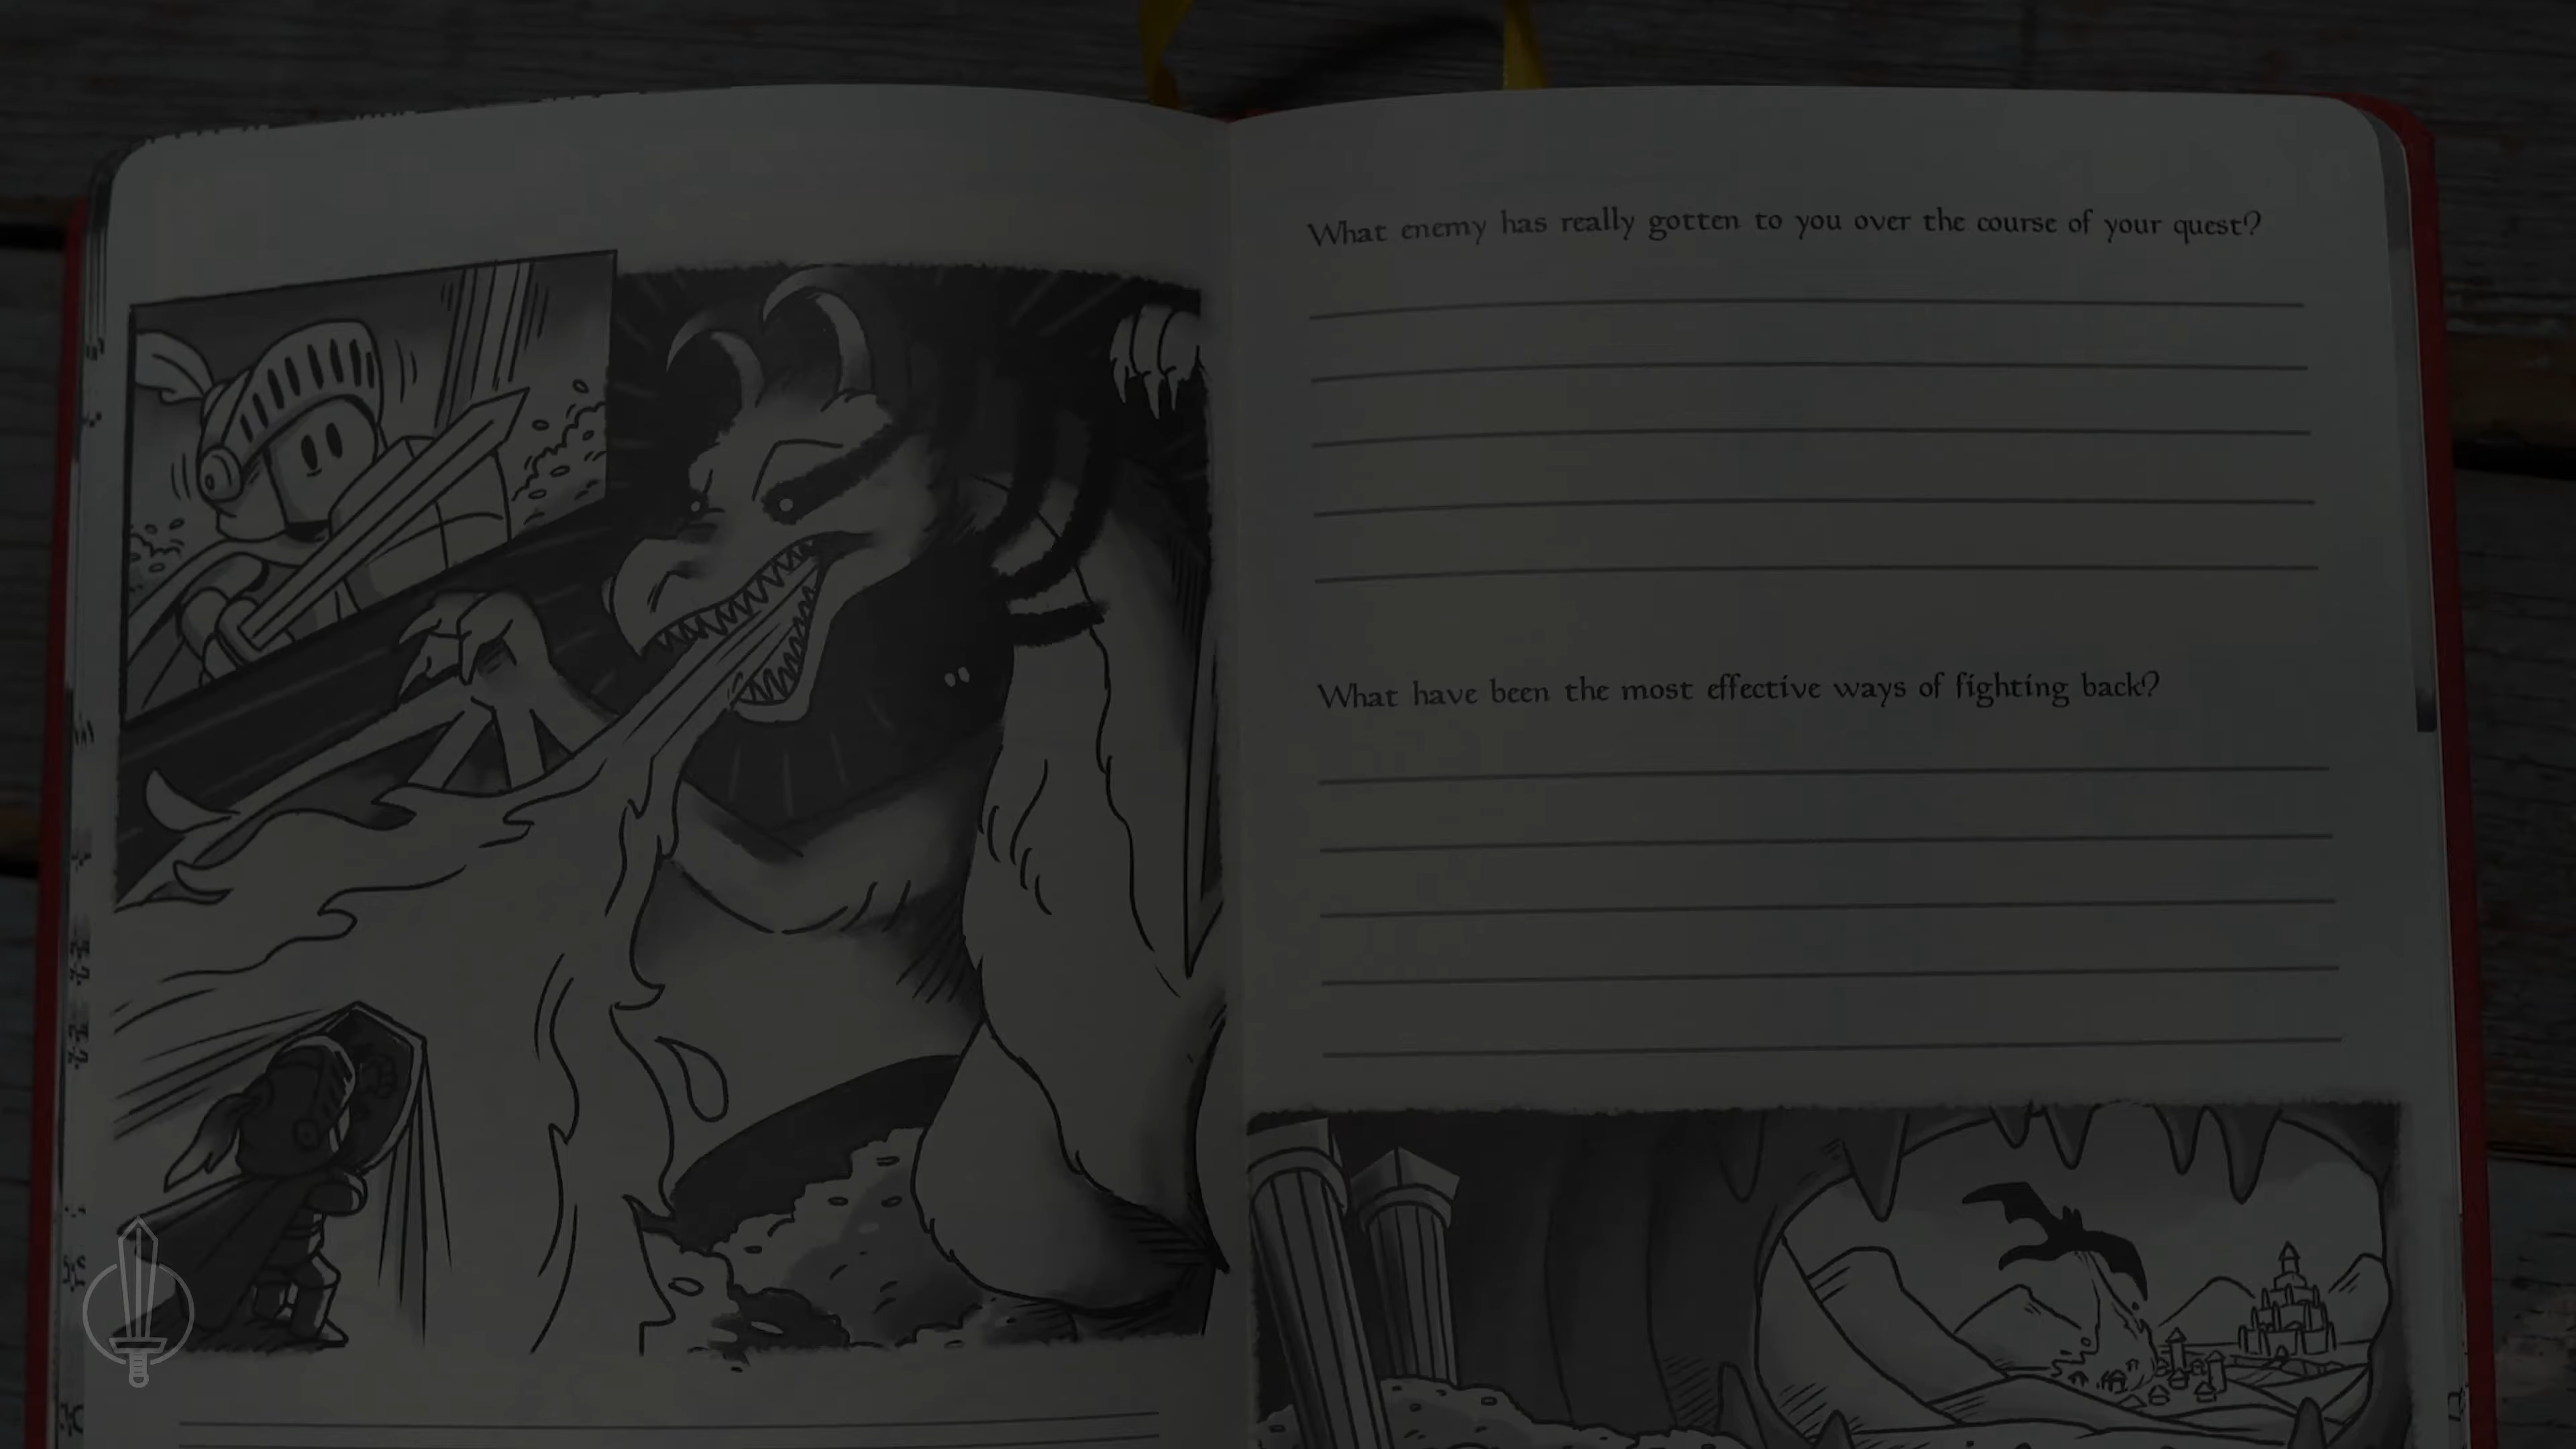 What enemy has really gotten to you over the course of your quest?
What have been the most effective ways of fighting back?